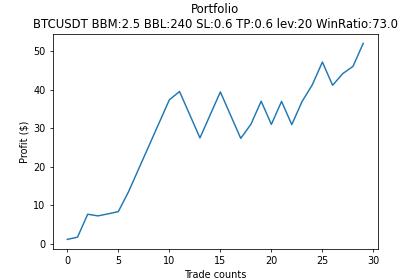 Portfolio
BTCUSDT BBM:2.5 BBL:240 SL:0.6 TP:0.6 lev:20 WinRatio:73.0
Profit ($)
50
40
30
20
10
0
0 5 10 15 20 25 30
Trade counts